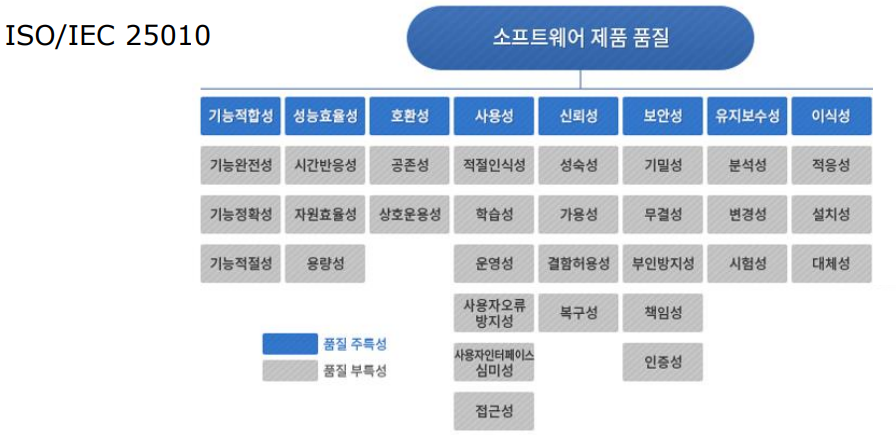 ISO/IEC 25010
소프트웨어 제품 품질
기능적합성 성능효율성 호환성 사용성 신뢰성 보안성 유지보수성 이식성
기능완전성 시간반응성 공존성 적절인식성 성숙성 기밀성 분석성 적응성
기능정확성 자원효율성 상호운용성 학습성 가용성 무결성 변경성 설치성
기능적절성 용량성 운영성 결함허용성 부인방지성 시험성 대체성
사용자오류
방지성 복구성 책임성
사용자인터페이스
심미성 인증성
접근성
품질 주특성
품질 부특성